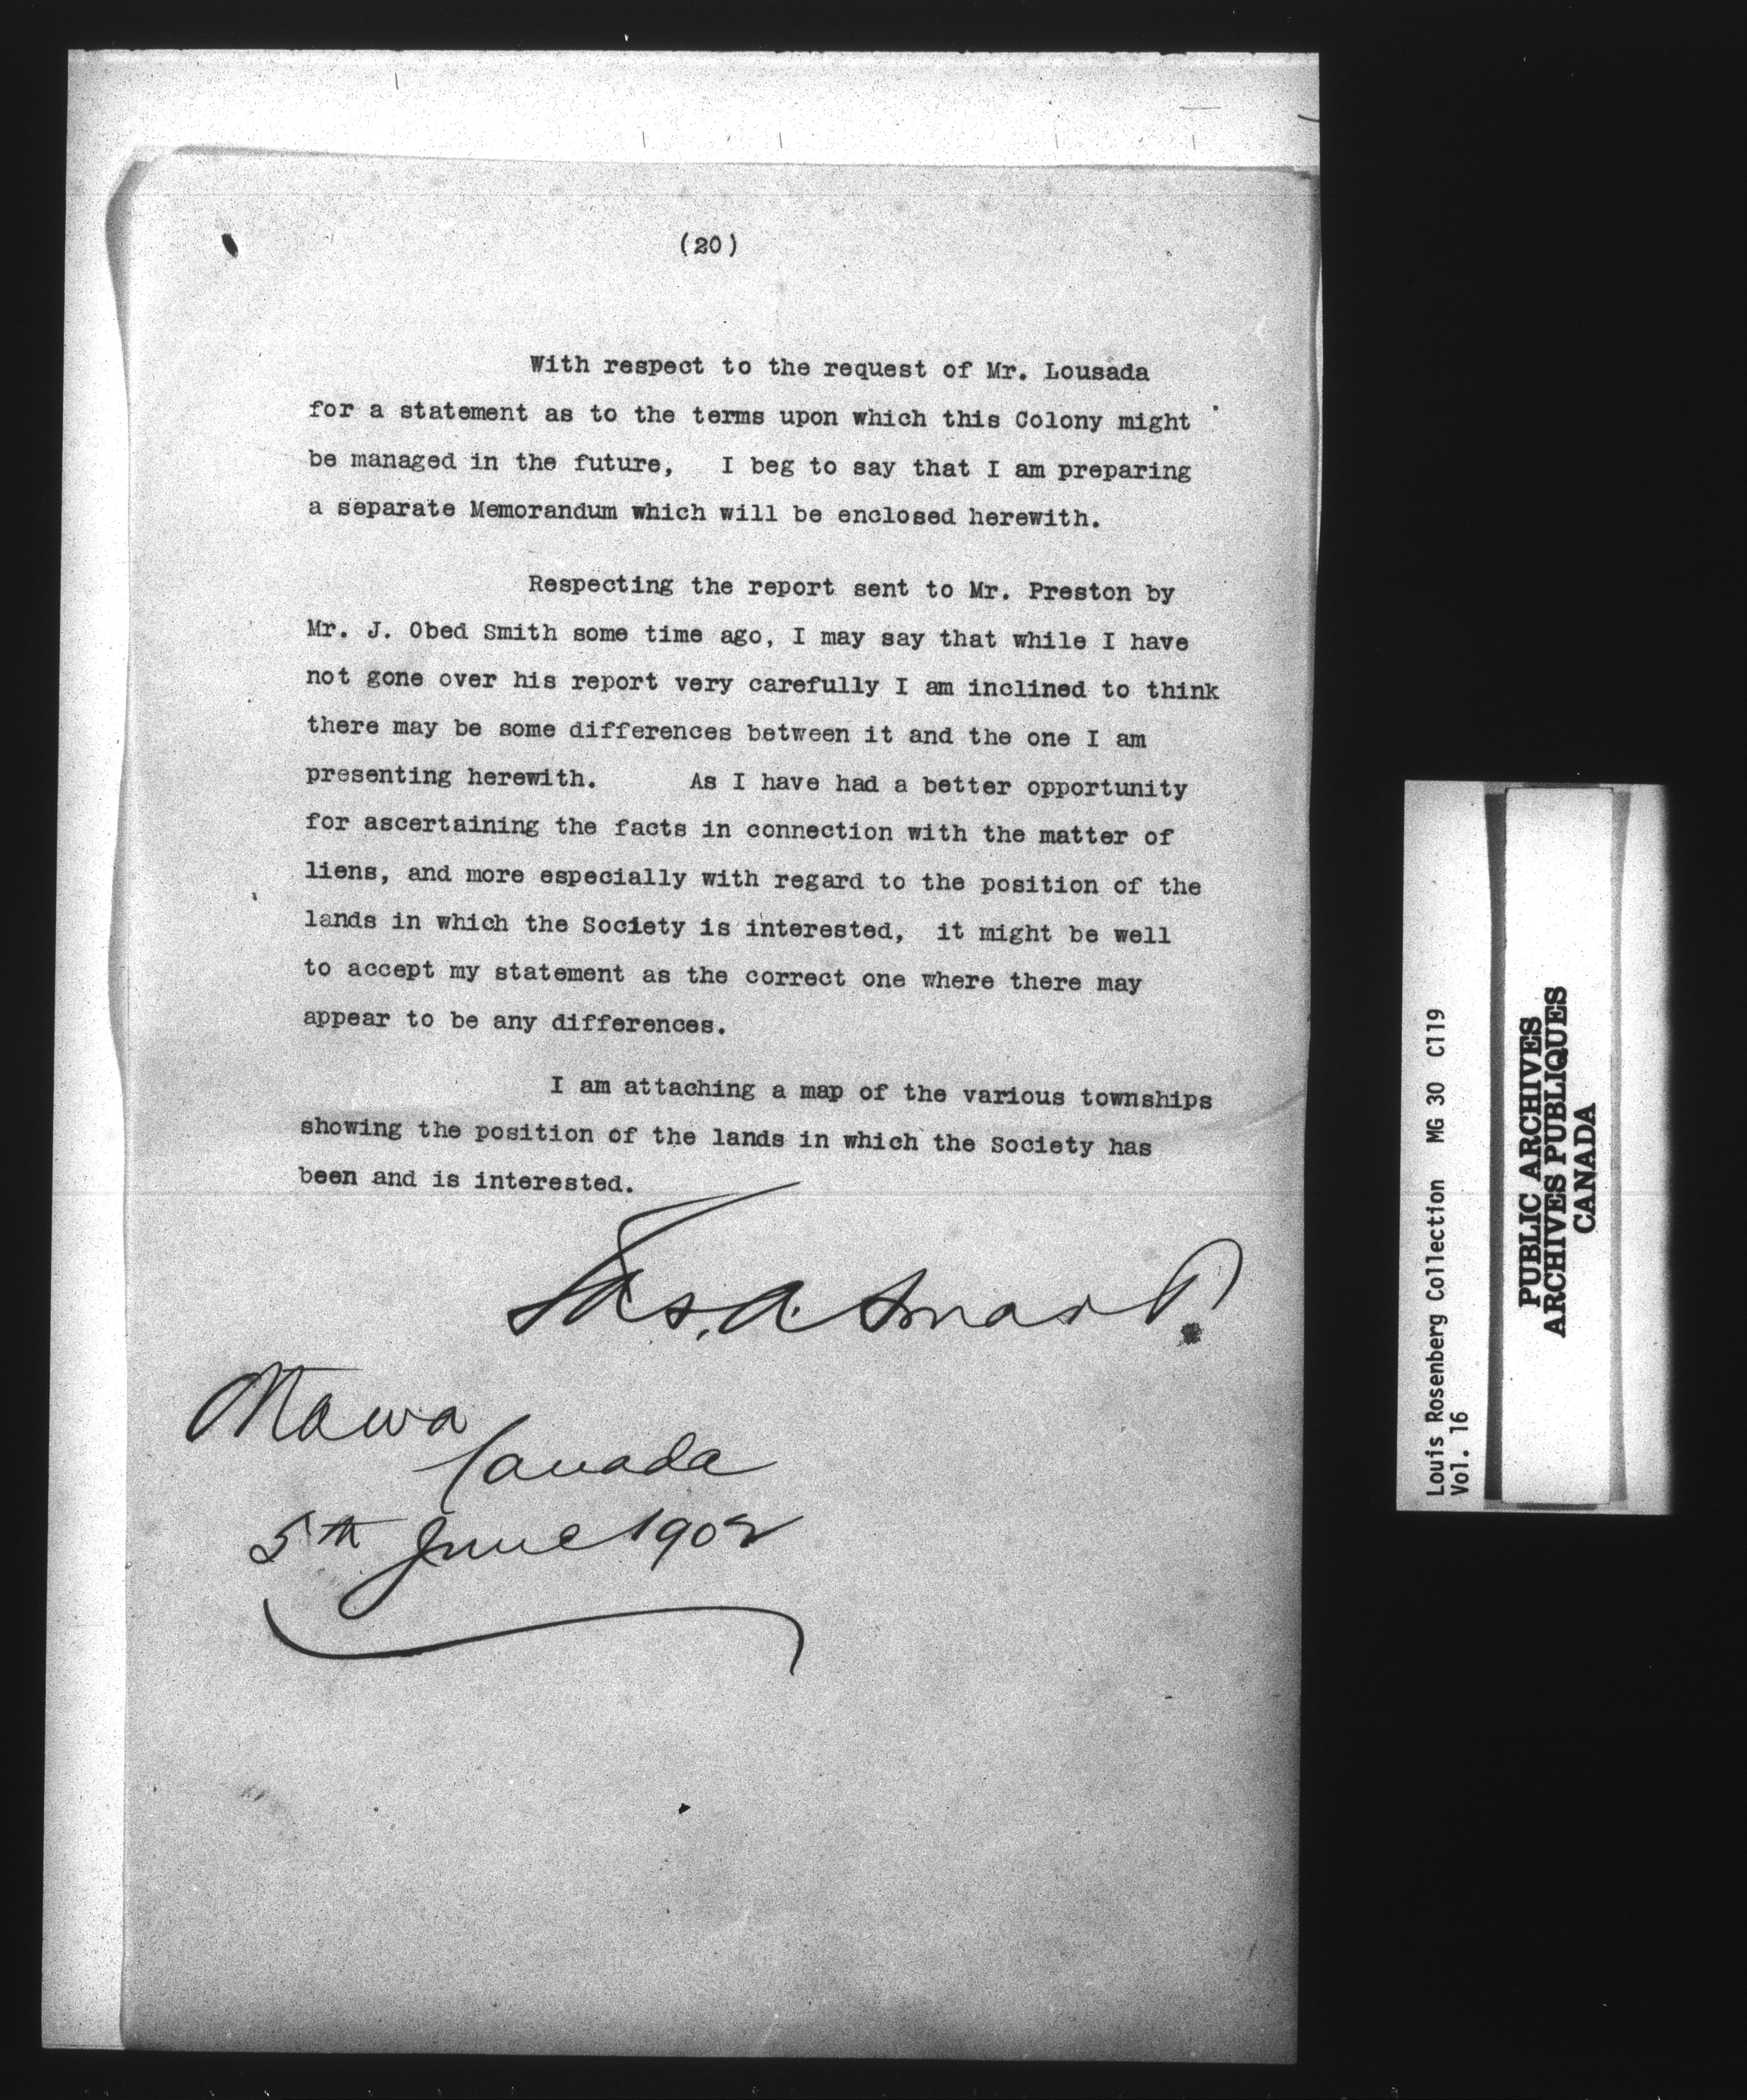 (20)
With respect to the request of Mr. Lousada
for a statement as to the terms upon which this Colony might
be managed in the future, I beg to say that I am preparing
a separate Memorandum which will be enclosed herewith.
Respecting the report sent to Mr. Preston by
Mr. J. Obed Smith some time ago, I may say that while I have
not gone over his report very carefully I am inclined to think
there may be some differences between it and the one I am
presenting herewith. As I have had a better opportunity
for ascertaining the facts in connection with the matter of
liens, and more especially with regard to the position of the
lands in which the Society is interested, it might be well
to accept my statement as the correct one where there may
appear to be any differences.
I am attaching a map of the various townships
showing the position of the lands in which the Society has
been and is interested.
Jas. A. Smart.
Ottawa
Canada
5th June 1902
Louis Rosenberg Collection MG 30 C119
Vol. 16
PUBLIC ARCHIVES
ARCHIVES PUBLIQUES
CANADA